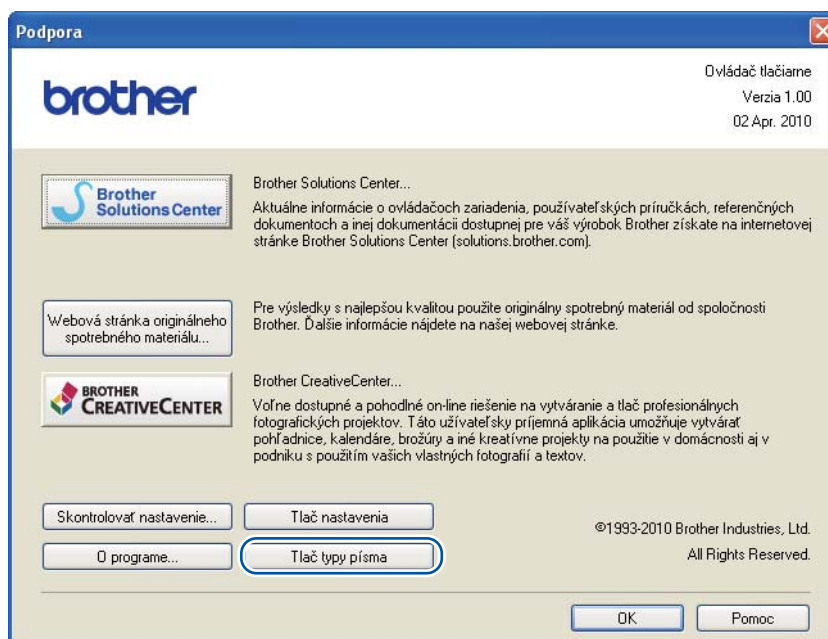 Podpora
brother
Ovládač tlačiarne
Verzia 1.00
02 Apr. 2010
Brother
Solutions Center
Brother Solutions Center...
Aktuálne informácie o ovládačoch zariadenia, používateľských príručkách, referenčných
dokumentoch a inej dokumentácii dostupnej pre váš výrobok Brother získate na internetovej
stránke Brother Solutions Center (solutions.brother.com).
Webová stránka originálneho
spotrebného materiálu...
Pre výsledky s najlepšou kvalitou použite originálny spotrebný materiál od spoločnosti
Brother. Ďalšie informácie nájdete na našej webovej stránke.
BROTHER
CREATIVECENTER
Brother CreativeCenter...
Voľne dostupné a pohodlné on-line riešenie na vytváranie a tlač profesionálnych
fotografických projektov. Táto užívateľsky príjemná aplikácia umožňuje vytvárať
pohľadnice, kalendáre, brožúry a iné kreatívne projekty na použitie v domácnosti aj v
podniku s použitím vašich vlastných fotografií a textov.
Skontrolovať nastavenie...
Tlač nastavenia
O programe...
Tlač typy písma
©1993-2010 Brother Industries, Ltd.
All Rights Reserved.
OK
Pomoc